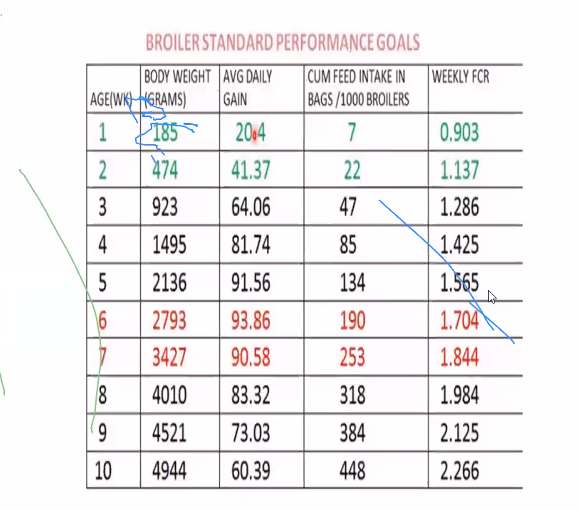 BROILER STANDARD PERFORMANCE GOALS
AGE(WK) BODY WEIGHT (GRAMS) AVG DAILY GAIN CUM FEED INTAKE IN BAGS /1000 BROILERS WEEKLY FCR
1 185 20.4 7 0.903
2 474 41.37 22 1.137
3 923 64.06 47 1.286
4 1495 81.74 85 1.425
5 2136 91.56 134 1.565
6 2793 93.86 190 1.704
7 3427 90.58 253 1.844
8 4010 83.32 318 1.984
9 4521 73.03 384 2.125
10 4944 60.39 448 2.266